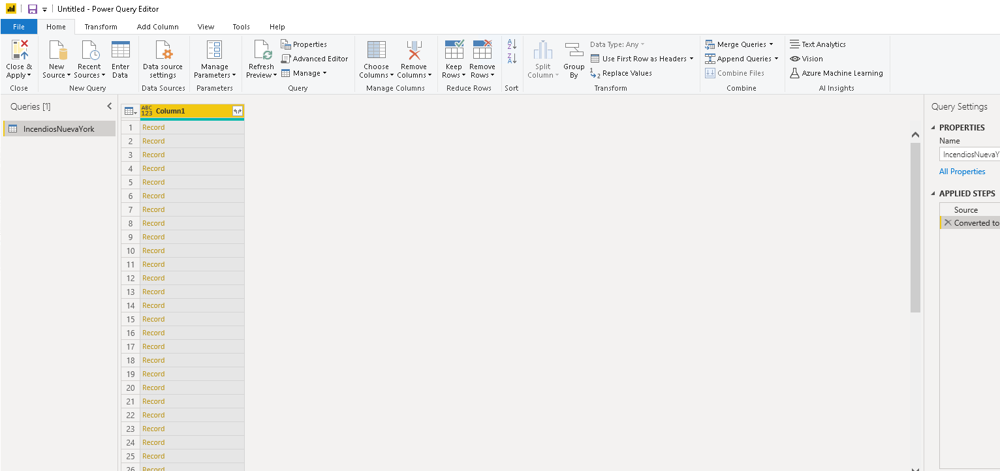 Untitled - Power Query Editor
File Home Transform Add Column View Tools Help
Close & Apply
New Source
Recent Sources
Enter Data
Data source settings
Manage Parameters
Refresh Preview
Properties
Advanced Editor
Manage
Choose Columns
Remove Columns
Keep Rows
Remove Rows
A Z
Z A
Split Column
Group By
Data Type: Any
Use First Row as Headers
1 2 Replace Values
Merge Queries
Append Queries
Combine Files
Text Analytics
Vision
Azure Machine Learning
Close New Query Data Sources Parameters Query Manage Columns Reduce Rows Sort Transform Combine AI Insights
Queries [1]
IncendiosNuevaYork
ABC 123 Column1
1 Record
2 Record
3 Record
4 Record
5 Record
6 Record
7 Record
8 Record
9 Record
10 Record
11 Record
12 Record
13 Record
14 Record
15 Record
16 Record
17 Record
18 Record
19 Record
20 Record
21 Record
22 Record
23 Record
24 Record
25 Record
26 Record
Query Settings
PROPERTIES
Name
IncendiosNuevaY
All Properties
APPLIED STEPS
Source
Converted to